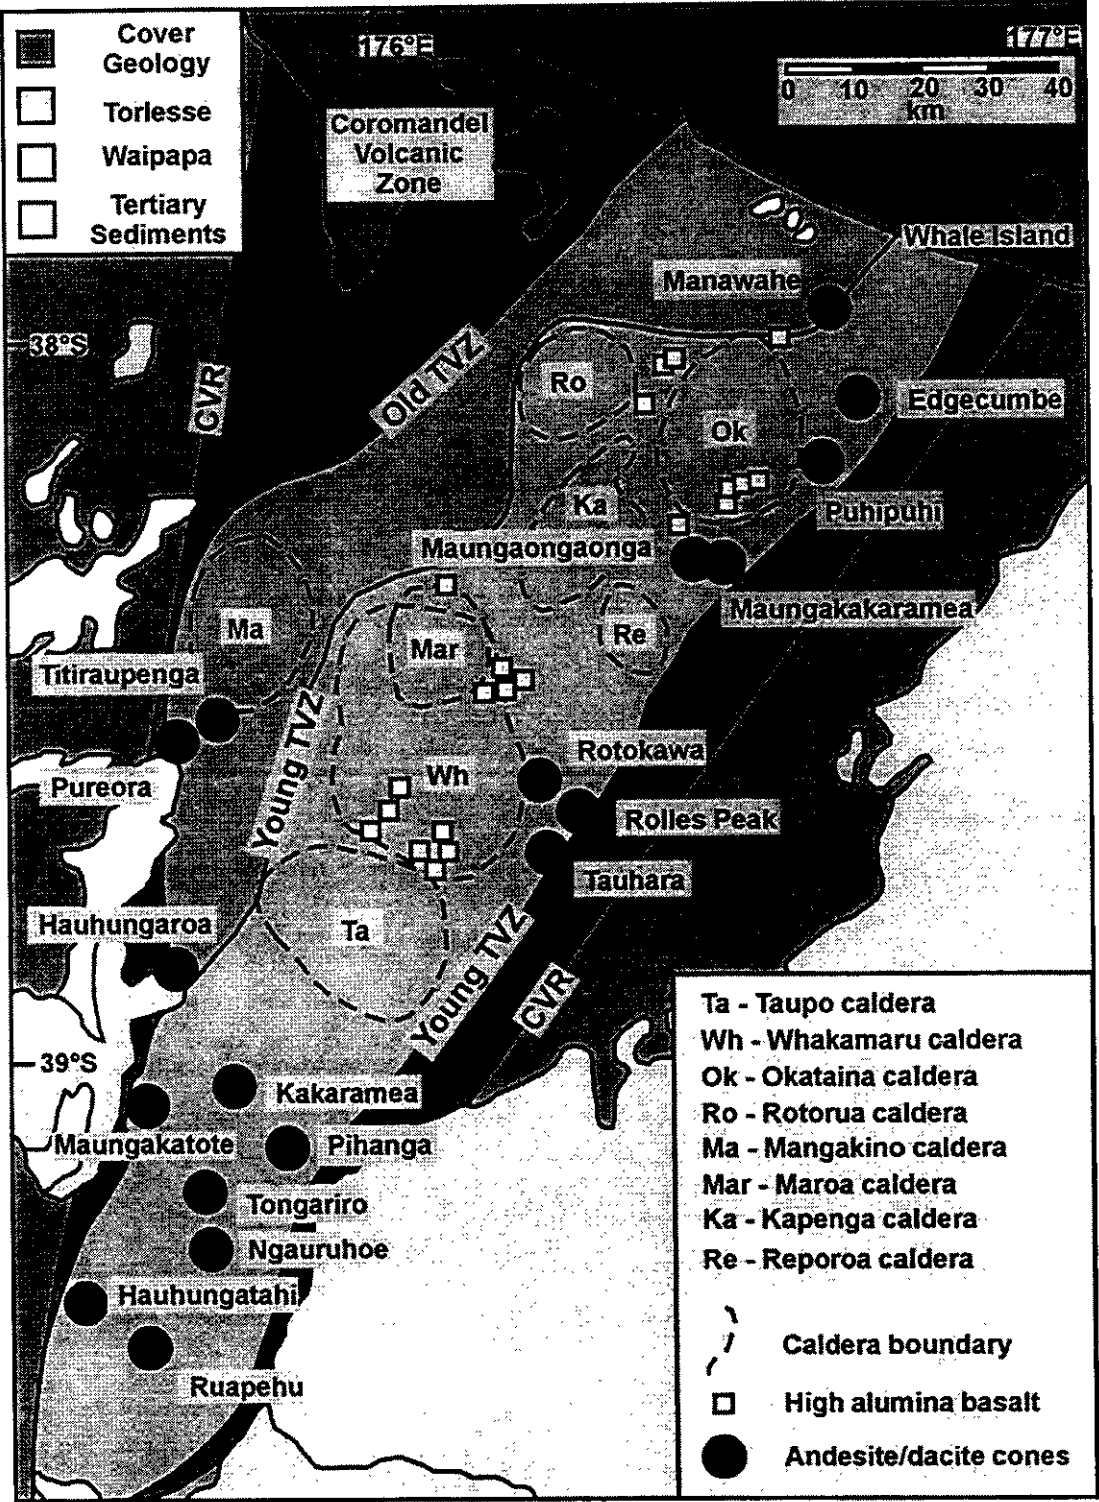 Cover
Geology
Torlesse
Waipapa
Tertiary
Sediments
176°E
177°E
0 10 20 30 40
km
Coromandel
Volcanic
Zone
Whale Island
Manawahe
38°S
CVR
Old TVZ
Ro
Edgecumbe
Ok
Ka
Puhipuhi
Maungaongaonga
Maungakakaramea
Ma
Mar
Re
Titiraupenga
Young TVZ
Rotokawa
Pureora
Wh
Rolles Peak
Tauhara
Hauhungaroa
Ta
Young TVZ
CVR
39°S
Kakaramea
Maungakatote
Pihanga
Tongariro
Ngauruhoe
Hauhungatahi
Ruapehu
Ta - Taupo caldera
Wh - Whakamaru caldera
Ok - Okataina caldera
Ro - Rotorua caldera
Ma - Mangakino caldera
Mar - Maroa caldera
Ka - Kapenga caldera
Re - Reporoa caldera
Caldera boundary
High alumina basalt
Andesite/dacite cones